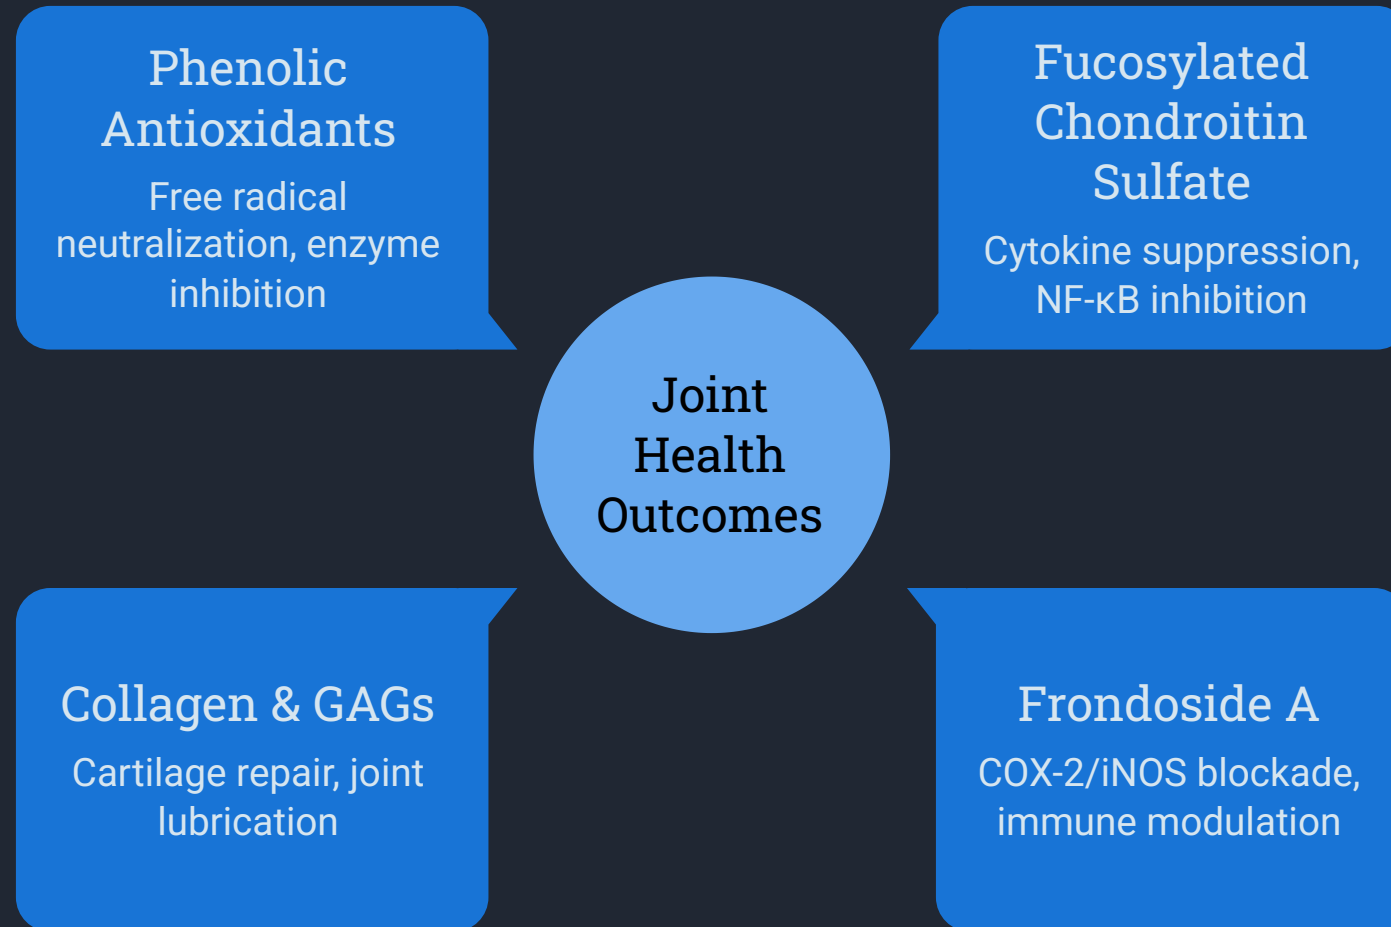 Phenolic
Antioxidants
Free radical
neutralization, enzyme
inhibition
Fucosylated
Chondroitin
Sulfate
Cytokine suppression,
NF-κB inhibition
Joint
Health
Outcomes
Collagen & GAGs
Cartilage repair, joint
lubrication
Frondoside A
COX-2/iNOS blockade,
immune modulation